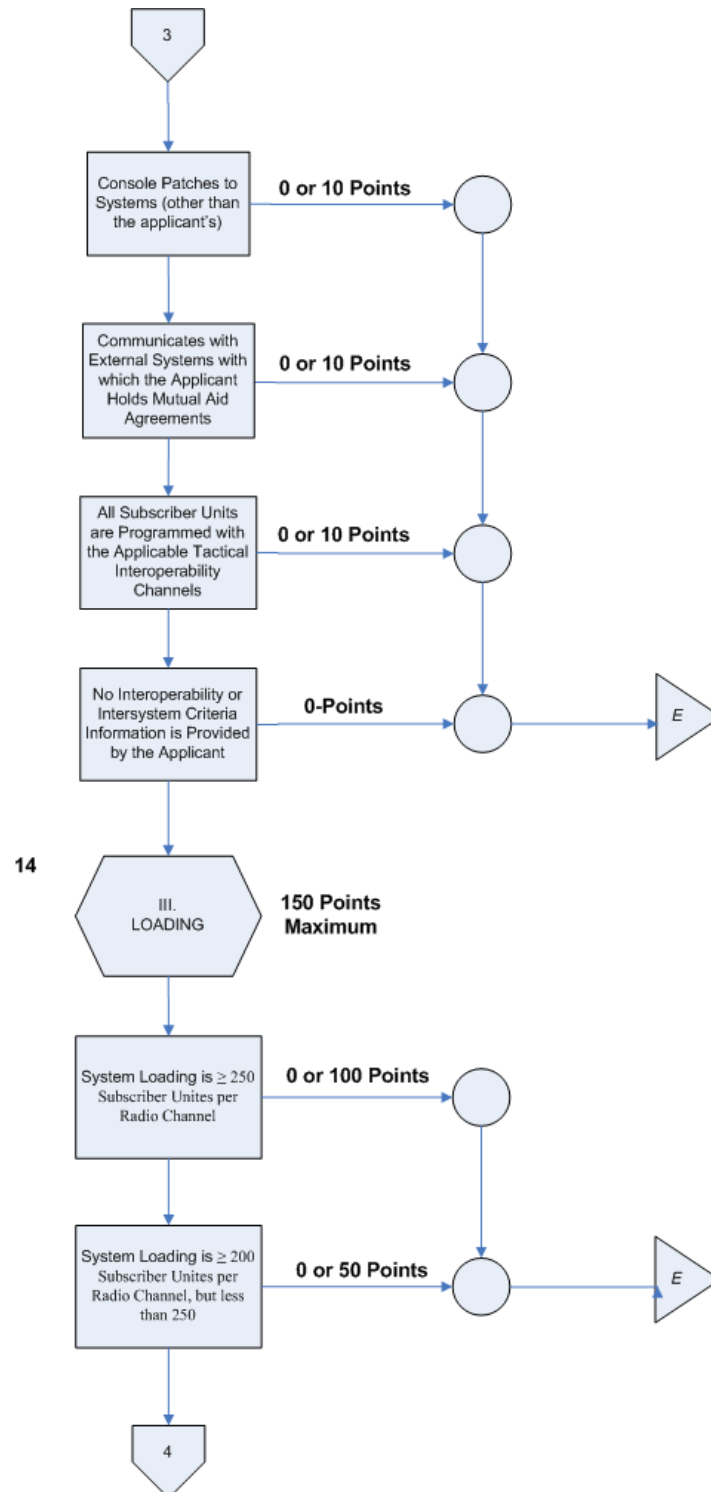 3
Console Patches to
Systems (other than
the applicant's)
0 or 10 Points
Communicates with
External Systems with
which the Applicant
Holds Mutual Aid
Agreements
0 or 10 Points
All Subscriber Units
are Programmed with
the Applicable Tactical
Interoperability
Channels
0 or 10 Points
No Interoperability or
Intersystem Criteria
Information is Provided
by the Applicant
0-Points
E
14
III.
LOADING
150 Points
Maximum
System Loading is ≥ 250
Subscriber Unites per
Radio Channel
0 or 100 Points
System Loading is ≥ 200
Subscriber Unites per
Radio Channel, but less
than 250
0 or 50 Points
E
4